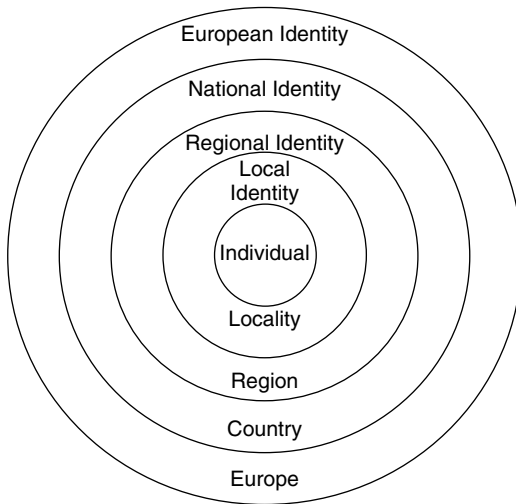 European Identity
National Identity
Regional Identity
Local
Identity
Individual
Locality
Region
Country
Europe